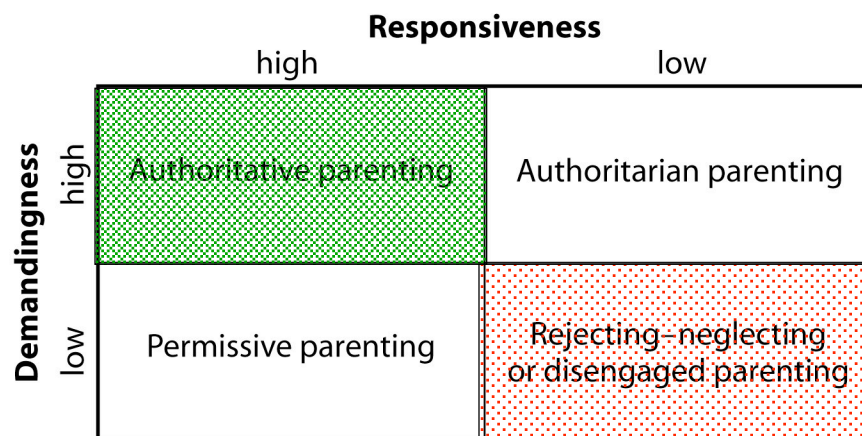 Responsiveness
high low
Demandingness
high
Authoritative parenting
Authoritarian parenting
low
Permissive parenting
Rejecting–neglecting
or disengaged parenting